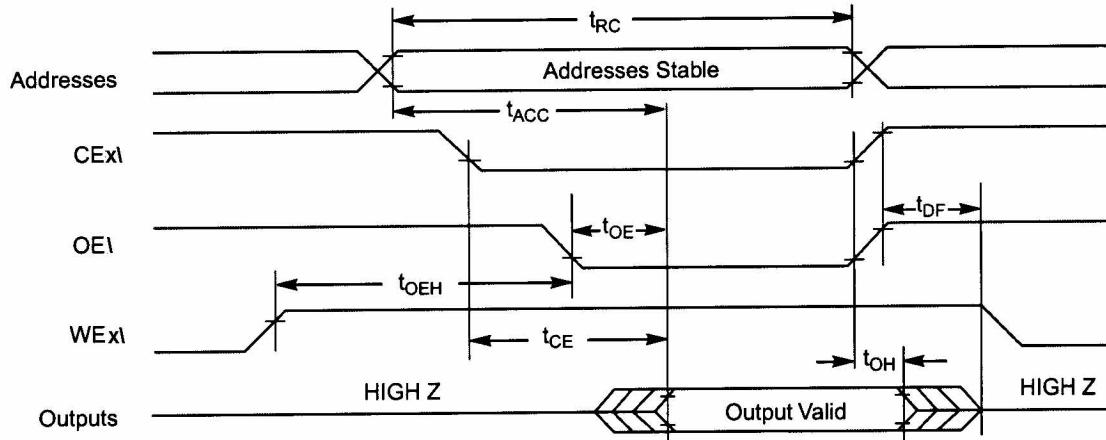 tRC
Addresses
Addresses Stable
tACC
CEx\
OE\
tOE
tDF
tOEH
WEx\
tCE
tOH
HIGH Z
HIGH Z
Outputs
Output Valid